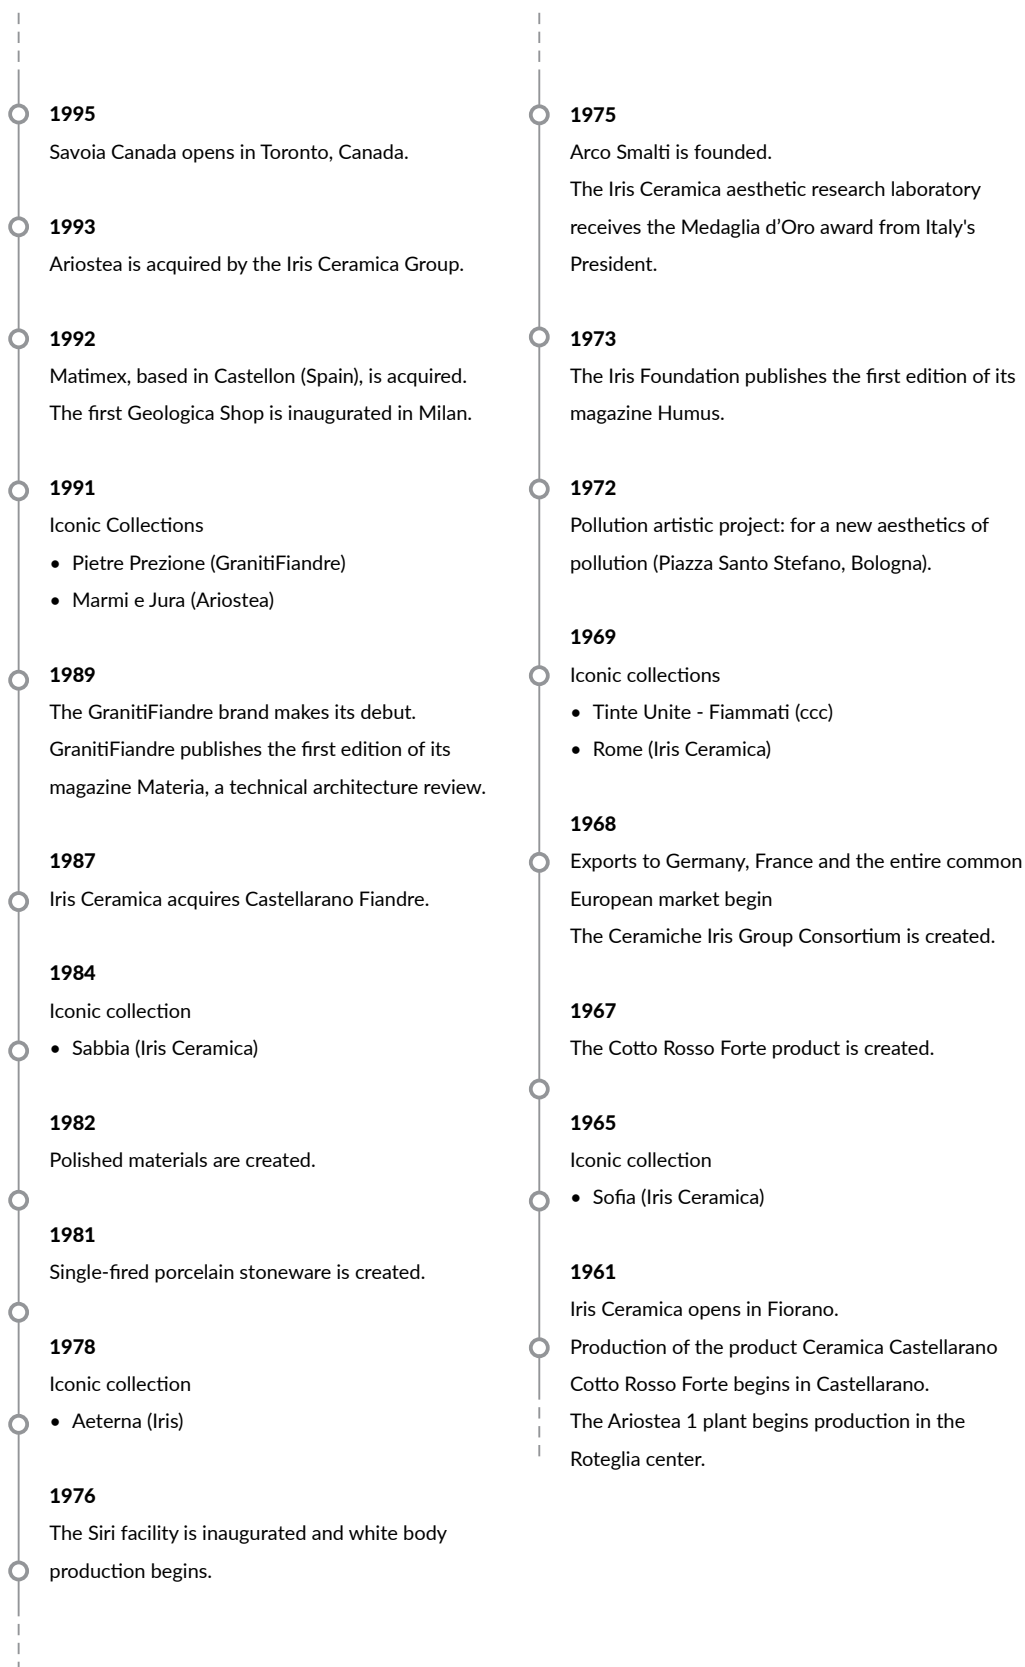 1995
Savoia Canada opens in Toronto, Canada.
1993
Ariostea is acquired by the Iris Ceramica Group.
1992
Matimex, based in Castellon (Spain), is acquired.
The first Geologica Shop is inaugurated in Milan.
1991
Iconic Collections
• Pietre Prezione (GranitiFiandre)
• Marmi e Jura (Ariostea)
1989
The GranitiFiandre brand makes its debut.
GranitiFiandre publishes the first edition of its
magazine Materia, a technical architecture review.
1987
Iris Ceramica acquires Castellarano Fiandre.
1984
Iconic collection
• Sabbia (Iris Ceramica)
1982
Polished materials are created.
1981
Single-fired porcelain stoneware is created.
1978
Iconic collection
• Aeterna (Iris)
1976
The Siri facility is inaugurated and white body
production begins.
1975
Arco Smalti is founded.
The Iris Ceramica aesthetic research laboratory
receives the Medaglia d’Oro award from Italy's
President.
1973
The Iris Foundation publishes the first edition of its
magazine Humus.
1972
Pollution artistic project: for a new aesthetics of
pollution (Piazza Santo Stefano, Bologna).
1969
Iconic collections
• Tinte Unite - Fiammati (ccc)
• Rome (Iris Ceramica)
1968
Exports to Germany, France and the entire common
European market begin
The Ceramiche Iris Group Consortium is created.
1967
The Cotto Rosso Forte product is created.
1965
Iconic collection
• Sofia (Iris Ceramica)
1961
Iris Ceramica opens in Fiorano.
Production of the product Ceramica Castellarano
Cotto Rosso Forte begins in Castellarano.
The Ariostea 1 plant begins production in the
Roteglia center.